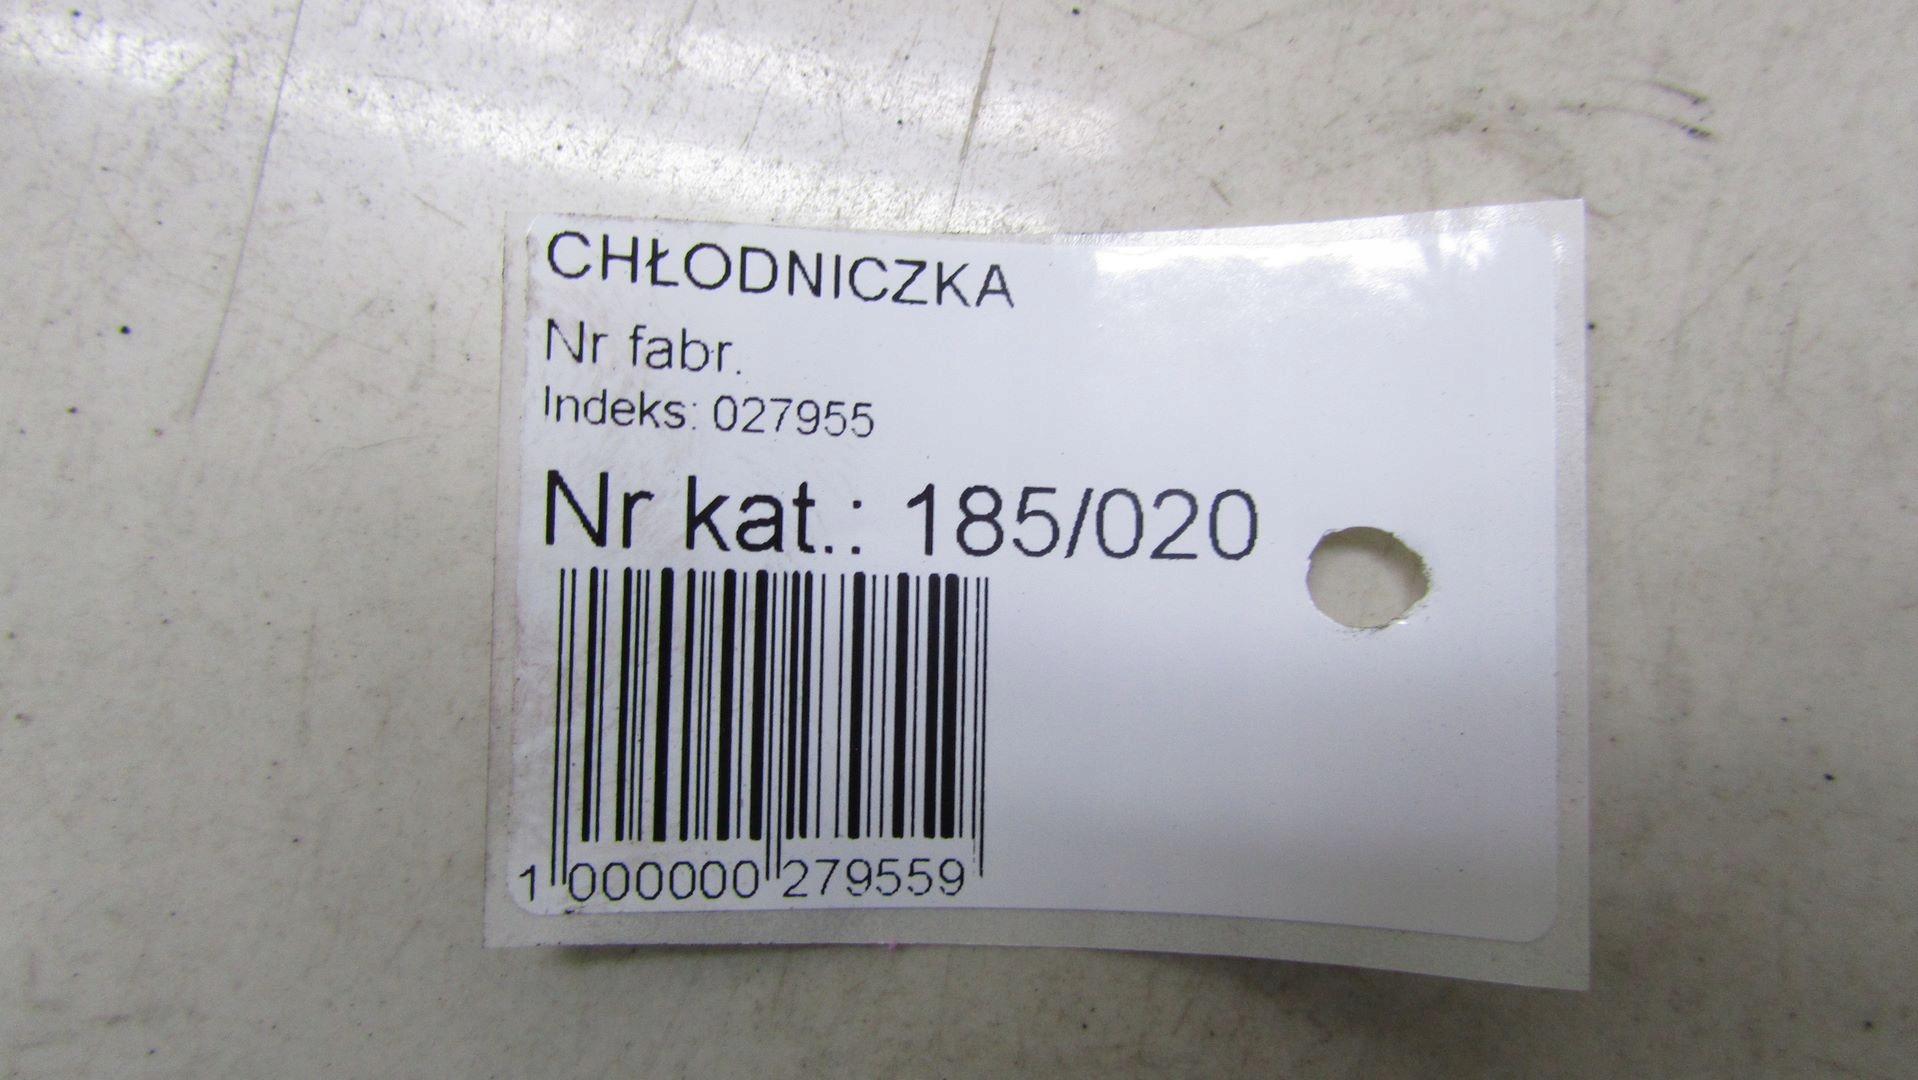 CHŁODNICZKA
Nr fabr.
Indeks: 027955
Nr kat.: 185/020
1 000000 279559